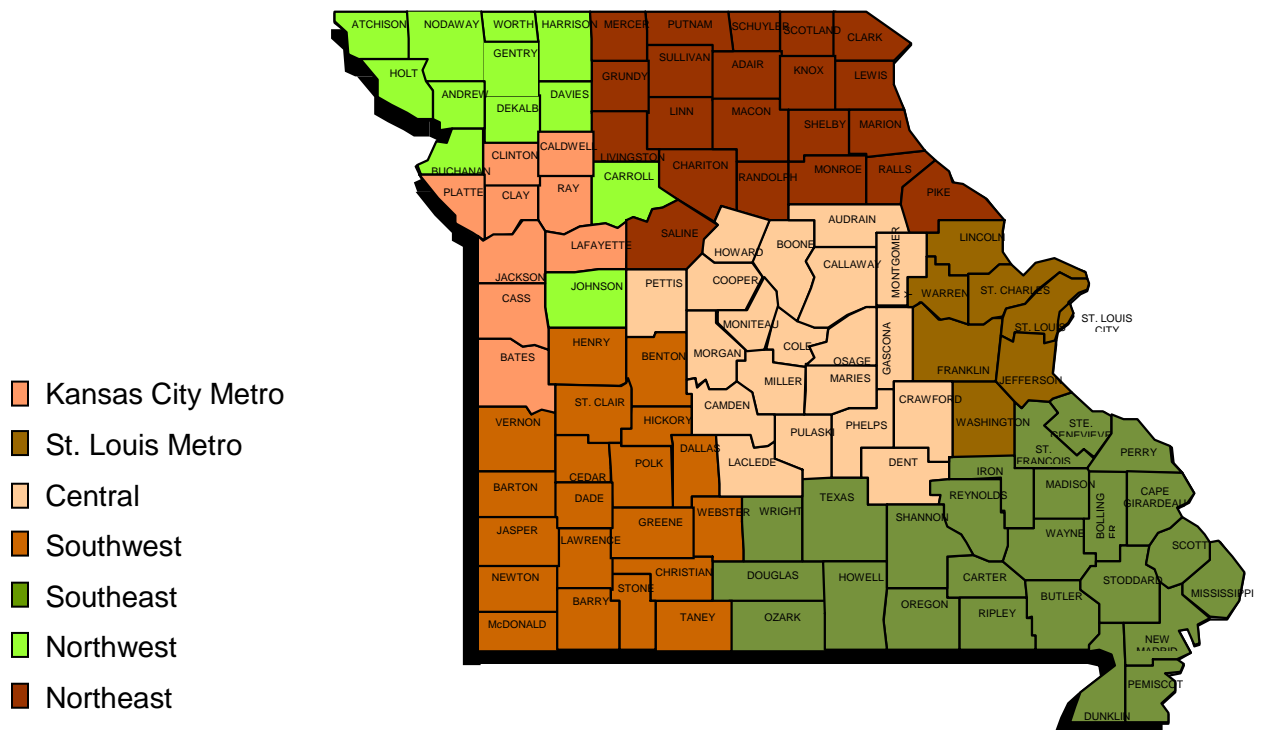 ATCHISON
NODAWAY
WORTH
HARRISON
MERCER
PUTNAM
SCHUYLER
SCOTLAND
CLARK
GENTRY
SULLIVAN
ADAIR
KNOX
LEWIS
HOLT
GRUNDY
ANDREW
DAVIES
DEKALB
LINN
MACON
SHELBY
MARION
CLINTON
CALDWELL
LIVINGSTON
CHARITON
RANDOLPH
MONROE
RALLS
BUCHANAN
CARROLL
PLATTE
CLAY
RAY
PIKE
AUDRAIN
SALINE
LAFAYETTE
HOWARD
BOONE
CALLAWAY
MONTGOMER
Y
LINCOLN
JACKSON
JOHNSON
PETTIS
COOPER
WARREN
ST. CHARLES
CASS
MONITEAU
ST. LOUIS
ST. LOUIS
CITY
HENRY
BENTON
MORGAN
COLE
OSAGE
GASCONA
FRANKLIN
BATES
MILLER
MARIES
JEFFERSON
Kansas City Metro
ST. CLAIR
CAMDEN
CRAWFORD
VERNON
HICKORY
PULASKI
PHELPS
WASHINGTON
STE.
GENEVIEVE
St. Louis Metro
CEDAR
POLK
DALLAS
LACLEDE
DENT
IRON
ST.
FRANCOIS
PERRY
Central
BARTON
DADE
TEXAS
REYNOLDS
MADISON
BOLLING
ER
CAPE
GIRARDEAU
JASPER
LAWRENCE
GREENE
WEBSTER
WRIGHT
SHANNON
WAYNE
SCOTT
Southwest
NEWTON
STONE
CHRISTIAN
DOUGLAS
HOWELL
CARTER
BUTLER
STODDARD
MISSISSIPPI
Southeast
BARRY
McDONALD
TANEY
OZARK
OREGON
RIPLEY
NEW
MADRID
Northwest
PEMISCOT
Northeast
DUNKLIN